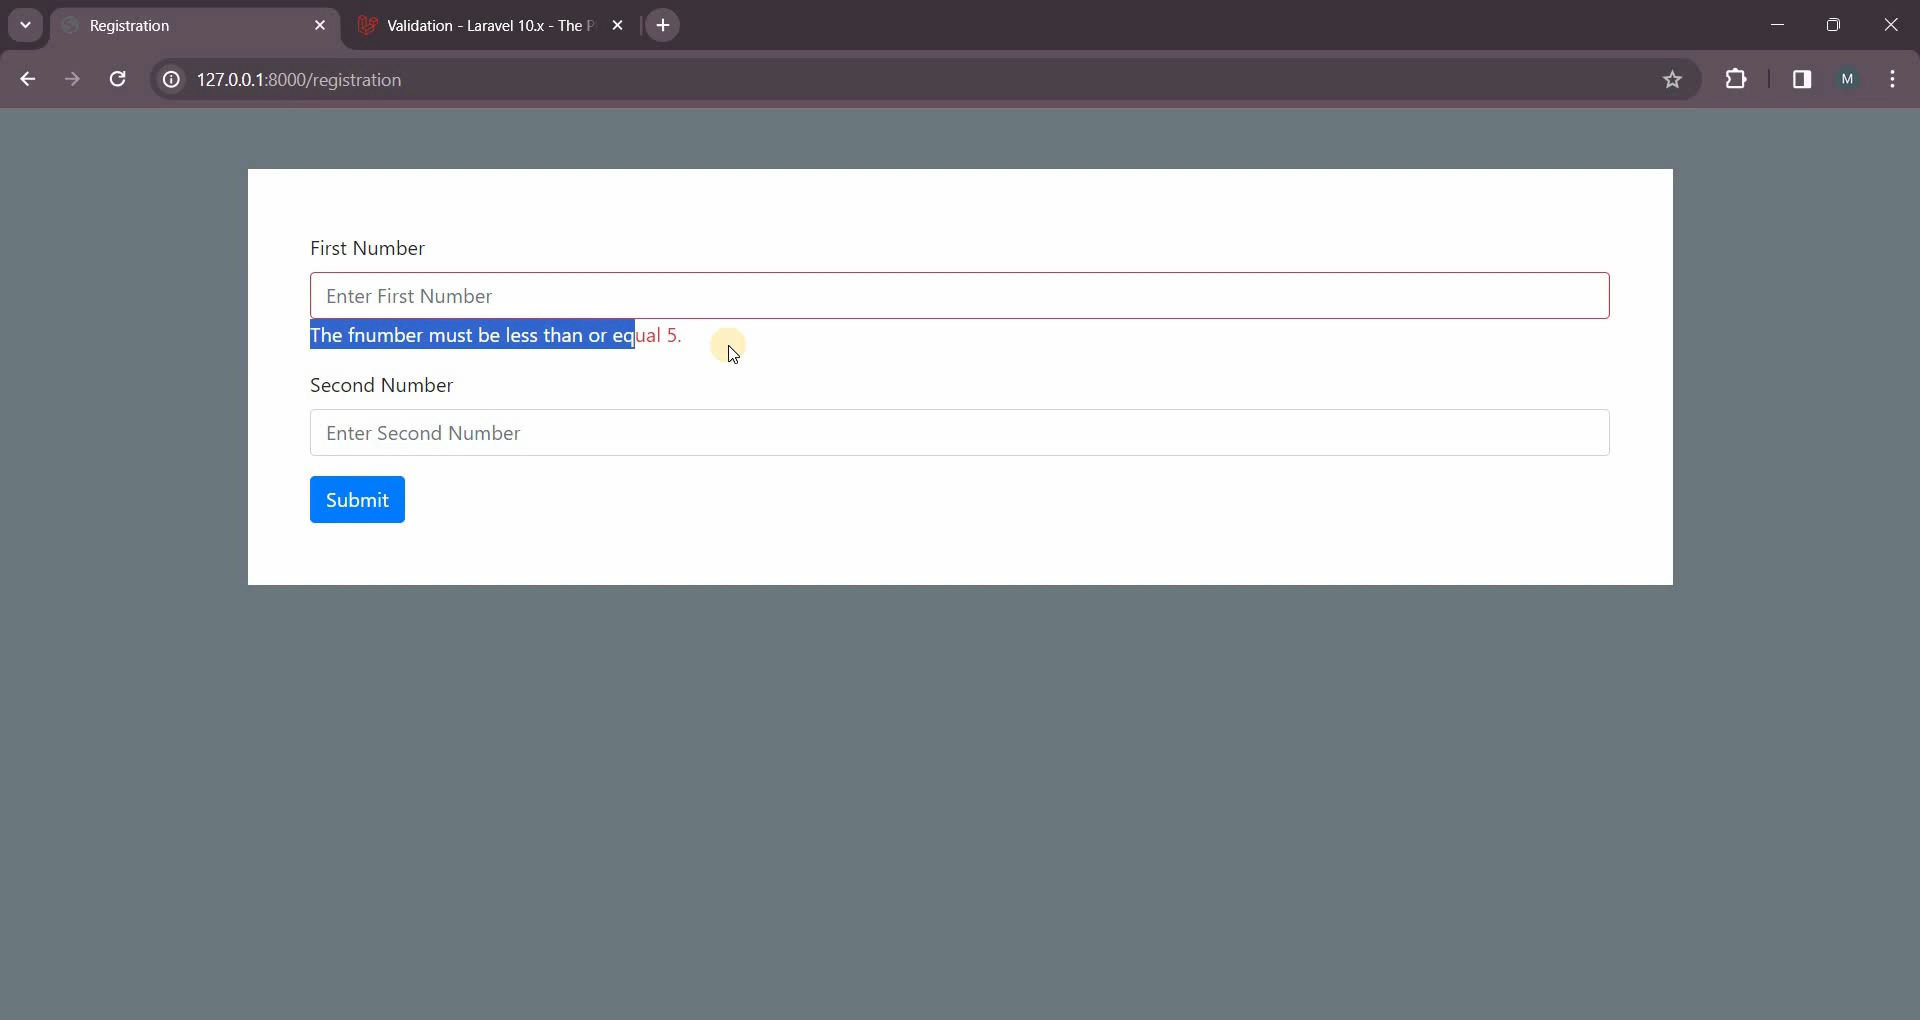 Registration
Validation - Laravel 10.x - The P
127.0.0.1:8000/registration
M
First Number
Enter First Number
The fnumber must be less than or equal 5.
Second Number
Enter Second Number
Submit